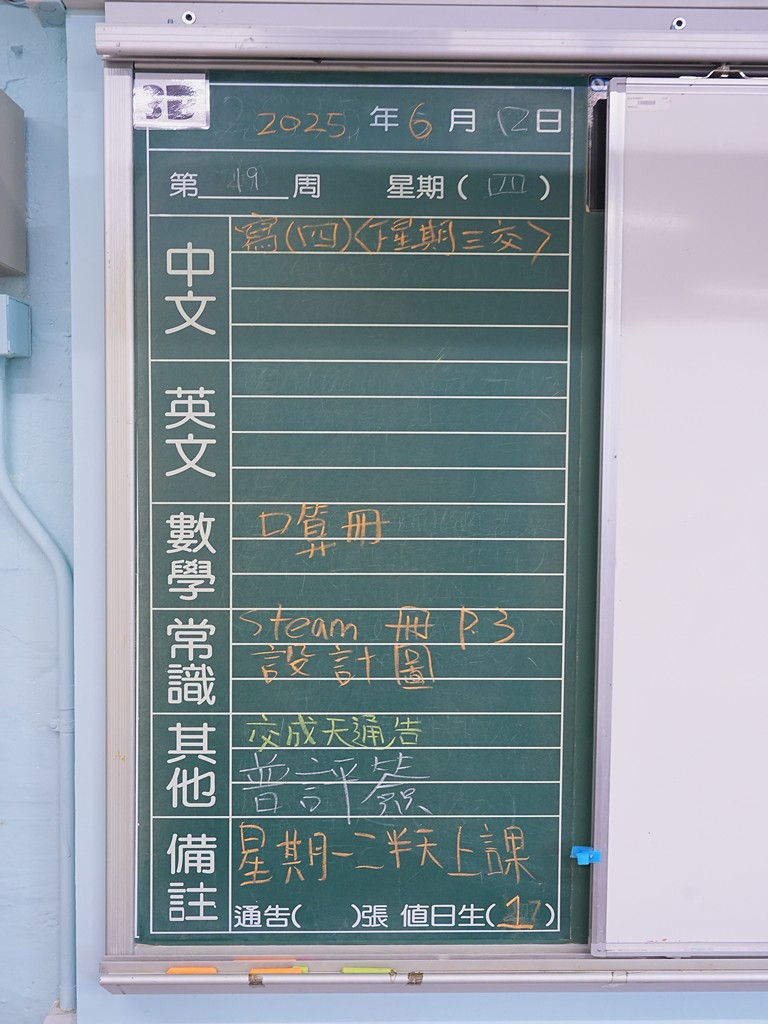 3E
2025 年 6 月 12 日
第 19 周 星期 ( 四 )
中文 寫(四)〈下星期三交〉
英文
數學 口算冊
常識 Steam 冊 P.3
設計圖
其他 交成天通告
普評簽
備註 星期一二半天上課
通告( )張 值日生( 1 )